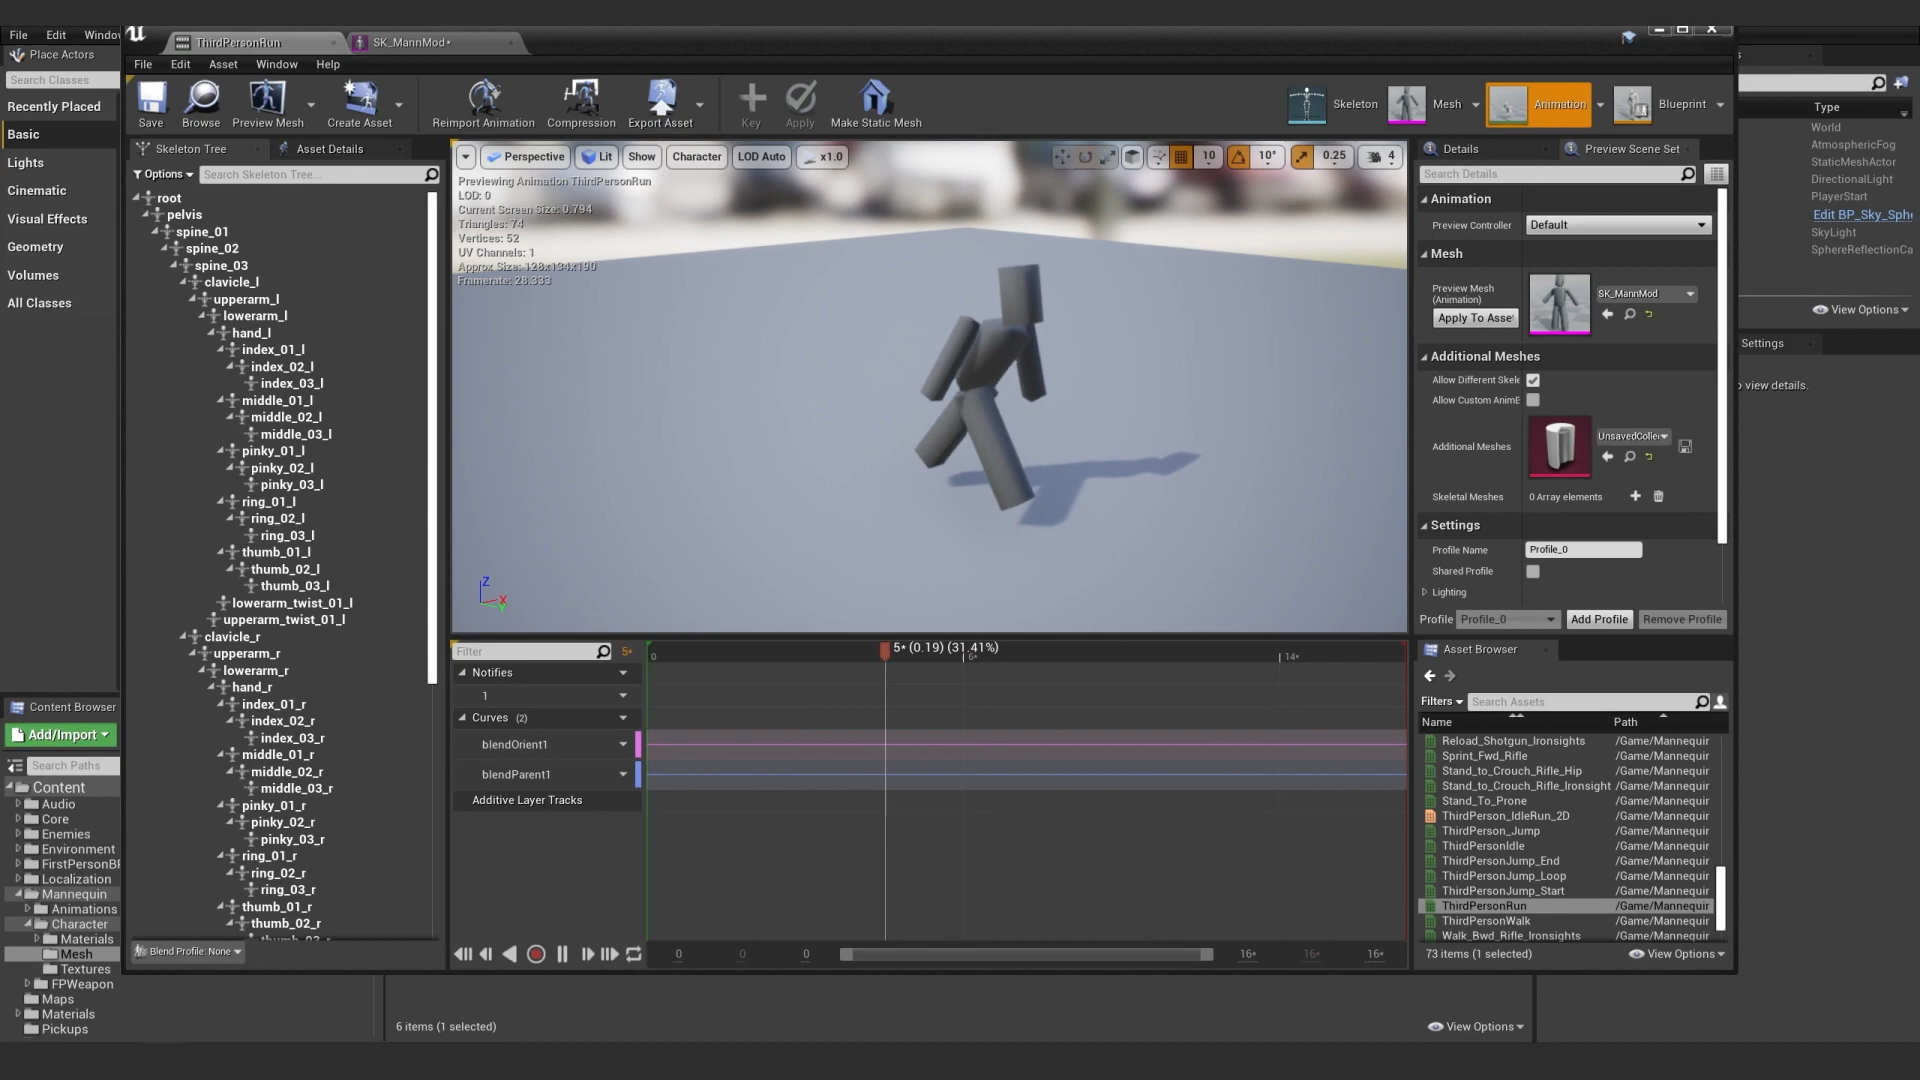 File Edit Window
Place Actors
Search Classes
Recently Placed
Basic
Lights
Cinematic
Visual Effects
Geometry
Volumes
All Classes
ThirdPersonRun
SK_MannMod*
File Edit Asset Window Help
Save
Browse
Preview Mesh
Create Asset
Reimport Animation
Compression
Export Asset
Key
Apply
Make Static Mesh
Skeleton
Mesh
Animation
Blueprint
Skeleton Tree
Asset Details
Options
Search Skeleton Tree...
root
pelvis
spine_01
spine_02
spine_03
clavicle_l
upperarm_l
lowerarm_l
hand_l
index_01_l
index_02_l
index_03_l
middle_01_l
middle_02_l
middle_03_l
pinky_01_l
pinky_02_l
pinky_03_l
ring_01_l
ring_02_l
ring_03_l
thumb_01_l
thumb_02_l
thumb_03_l
lowerarm_twist_01_l
upperarm_twist_01_l
clavicle_r
upperarm_r
lowerarm_r
hand_r
index_01_r
index_02_r
index_03_r
middle_01_r
middle_02_r
middle_03_r
pinky_01_r
pinky_02_r
pinky_03_r
ring_01_r
ring_02_r
ring_03_r
thumb_01_r
thumb_02_r
thumb_03_r
Blend Profile: None
Perspective Lit Show Character LOD Auto x1.0
10 10° 0.25 4
Previewing Animation ThirdPersonRun
LOD: 0
Current Screen Size: 0.794
Triangles: 74
Vertices: 52
UV Channels: 1
Approx Size: 128x134x190
Framerate: 28.333
Z
X
Y
Filter
5*
Notifies
1
Curves (2)
blendOrient1
blendParent1
Additive Layer Tracks
0
5* (0.19) (31.41%)
6*
14*
0 0 0 16* 16* 16*
Details
Preview Scene Set
Search Details
Animation
Preview Controller
Default
Mesh
Preview Mesh
(Animation)
Apply To Asse
SK_MannMod
Additional Meshes
Allow Different Skele
Allow Custom AnimB
Additional Meshes
UnsavedColle
Skeletal Meshes
0 Array elements
Settings
Profile Name
Profile_0
Shared Profile
Lighting
Profile Profile_0 Add Profile Remove Profile
Asset Browser
Filters
Search Assets
Name Path
Reload_Shotgun_Ironsights /Game/Mannequir
Sprint_Fwd_Rifle /Game/Mannequir
Stand_to_Crouch_Rifle_Hip /Game/Mannequir
Stand_to_Crouch_Rifle_Ironsight /Game/Mannequir
Stand_To_Prone /Game/Mannequir
ThirdPerson_IdleRun_2D /Game/Mannequir
ThirdPerson_Jump /Game/Mannequir
ThirdPersonIdle /Game/Mannequir
ThirdPersonJump_End /Game/Mannequir
ThirdPersonJump_Loop /Game/Mannequir
ThirdPersonJump_Start /Game/Mannequir
ThirdPersonRun /Game/Mannequir
ThirdPersonWalk /Game/Mannequir
Walk_Bwd_Rifle_Ironsights /Game/Mannequir
73 items (1 selected)
View Options
s
Type
World
AtmosphericFog
StaticMeshActor
DirectionalLight
PlayerStart
Edit BP_Sky_Sphe
SkyLight
SphereReflectionCa
View Options
Settings
o view details.
Content Browser
Add/Import
Search Paths
Content
Audio
Core
Enemies
Environment
FirstPersonBP
Localization
Mannequin
Animations
Character
Materials
Mesh
Textures
FPWeapon
Maps
Materials
Pickups
6 items (1 selected)
View Options